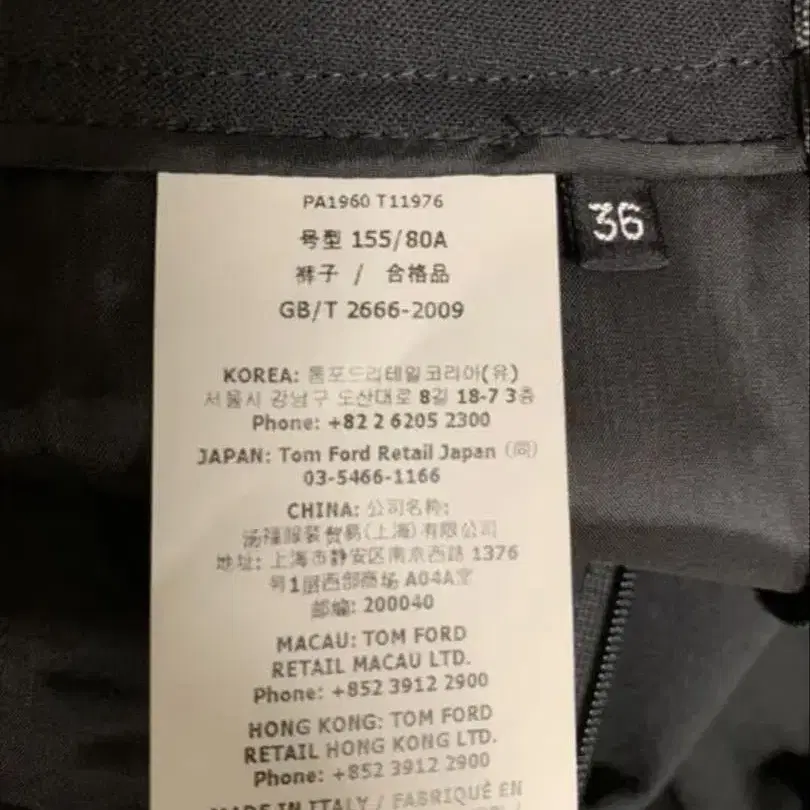 PA1960 T11976
36
号型 155/80A
裤子 / 合格品
GB/T 2666-2009
KOREA: 톰포드리테일코리아(유)
서울시 강남구 도산대로 8길 18-7 3층
Phone: +82 2 6205 2300
JAPAN: Tom Ford Retail Japan (同)
03-5466-1166
CHINA: 公司名称:
汤福服装贸易(上海)有限公司
地址: 上海市静安区南京西路 1376
号1层西部商场 A04A室
邮编: 200040
MACAU: TOM FORD
RETAIL MACAU LTD.
Phone: +852 3912 2900
HONG KONG: TOM FORD
RETAIL HONG KONG LTD.
Phone: +852 3912 2900
MADE IN ITALY / FABRIQUÉ EN